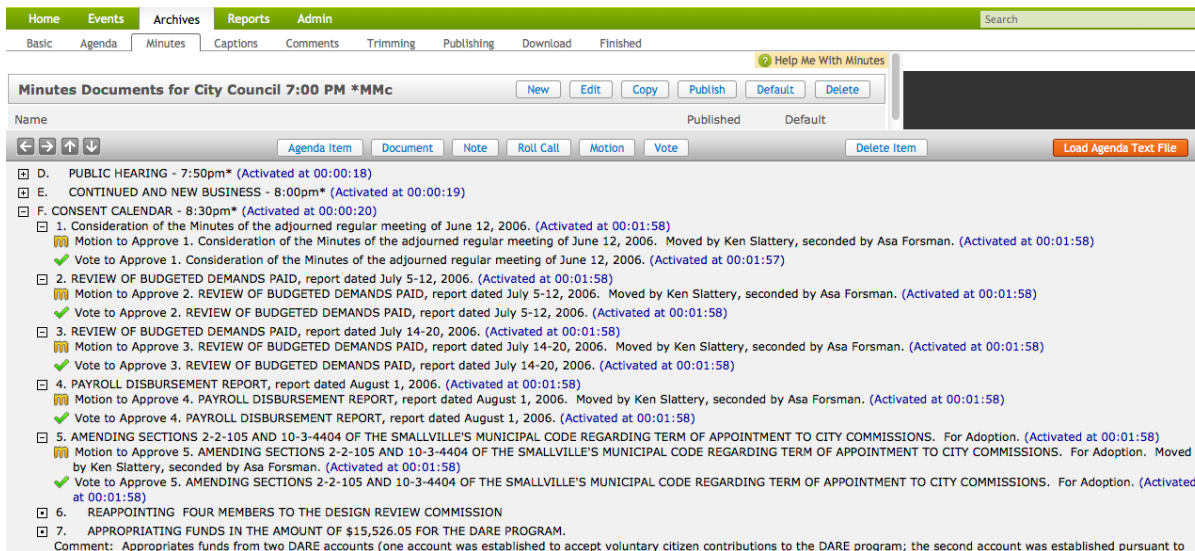 Home Events Archives Reports Admin Search
Basic Agenda Minutes Captions Comments Trimming Publishing Download Finished
? Help Me With Minutes
Minutes Documents for City Council 7:00 PM *MMc New Edit Copy Publish Default Delete
Name Published Default
Agenda Item Document Note Roll Call Motion Vote Delete Item Load Agenda Text File
D. PUBLIC HEARING - 7:50pm* (Activated at 00:00:18)
E. CONTINUED AND NEW BUSINESS - 8:00pm* (Activated at 00:00:19)
F. CONSENT CALENDAR - 8:30pm* (Activated at 00:00:20)
1. Consideration of the Minutes of the adjourned regular meeting of June 12, 2006. (Activated at 00:01:58)
m Motion to Approve 1. Consideration of the Minutes of the adjourned regular meeting of June 12, 2006. Moved by Ken Slattery, seconded by Asa Forsman. (Activated at 00:01:58)
Vote to Approve 1. Consideration of the Minutes of the adjourned regular meeting of June 12, 2006. (Activated at 00:01:57)
2. REVIEW OF BUDGETED DEMANDS PAID, report dated July 5-12, 2006. (Activated at 00:01:58)
m Motion to Approve 2. REVIEW OF BUDGETED DEMANDS PAID, report dated July 5-12, 2006. Moved by Ken Slattery, seconded by Asa Forsman. (Activated at 00:01:58)
Vote to Approve 2. REVIEW OF BUDGETED DEMANDS PAID, report dated July 5-12, 2006. (Activated at 00:01:58)
3. REVIEW OF BUDGETED DEMANDS PAID, report dated July 14-20, 2006. (Activated at 00:01:58)
m Motion to Approve 3. REVIEW OF BUDGETED DEMANDS PAID, report dated July 14-20, 2006. Moved by Ken Slattery, seconded by Asa Forsman. (Activated at 00:01:58)
Vote to Approve 3. REVIEW OF BUDGETED DEMANDS PAID, report dated July 14-20, 2006. (Activated at 00:01:58)
4. PAYROLL DISBURSEMENT REPORT, report dated August 1, 2006. (Activated at 00:01:58)
m Motion to Approve 4. PAYROLL DISBURSEMENT REPORT, report dated August 1, 2006. Moved by Ken Slattery, seconded by Asa Forsman. (Activated at 00:01:58)
Vote to Approve 4. PAYROLL DISBURSEMENT REPORT, report dated August 1, 2006. (Activated at 00:01:58)
5. AMENDING SECTIONS 2-2-105 AND 10-3-4404 OF THE SMALLVILLE'S MUNICIPAL CODE REGARDING TERM OF APPOINTMENT TO CITY COMMISSIONS. For Adoption. (Activated at 00:01:58)
m Motion to Approve 5. AMENDING SECTIONS 2-2-105 AND 10-3-4404 OF THE SMALLVILLE'S MUNICIPAL CODE REGARDING TERM OF APPOINTMENT TO CITY COMMISSIONS. For Adoption. Moved
by Ken Slattery, seconded by Asa Forsman. (Activated at 00:01:58)
Vote to Approve 5. AMENDING SECTIONS 2-2-105 AND 10-3-4404 OF THE SMALLVILLE'S MUNICIPAL CODE REGARDING TERM OF APPOINTMENT TO CITY COMMISSIONS. For Adoption. (Activated
at 00:01:58)
6. REAPPOINTING FOUR MEMBERS TO THE DESIGN REVIEW COMMISSION
7. APPROPRIATING FUNDS IN THE AMOUNT OF $15,526.05 FOR THE DARE PROGRAM.
Comment: Appropriates funds from two DARE accounts (one account was established to accept voluntary citizen contributions to the DARE program; the second account was established pursuant to